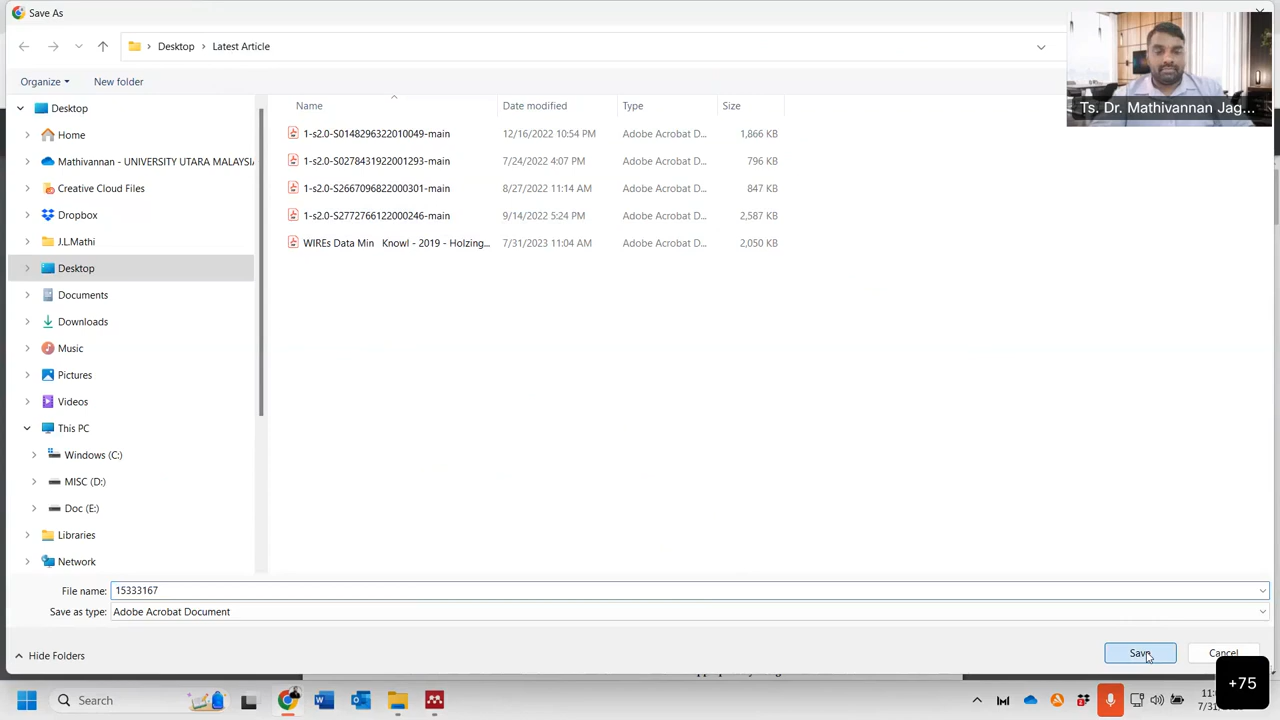 Save As
Desktop
Latest Article
Ts. Dr. Mathivannan Jag...
Organize
New folder
Name
Date modified
Type
Size
Desktop
Home
Mathivannan - UNIVERSITY UTARA MALAYSIA
Creative Cloud Files
Dropbox
J.L.Mathi
Desktop
Documents
Downloads
Music
Pictures
Videos
This PC
Windows (C:)
MISC (D:)
Doc (E:)
Libraries
Network
1-s2.0-S0148296322010049-main 12/16/2022 10:54 PM Adobe Acrobat D... 1,866 KB
1-s2.0-S0278431922001293-main 7/24/2022 4:07 PM Adobe Acrobat D... 796 KB
1-s2.0-S2667096822000301-main 8/27/2022 11:14 AM Adobe Acrobat D... 847 KB
1-s2.0-S2772766122000246-main 9/14/2022 5:24 PM Adobe Acrobat D... 2,587 KB
WIREs Data Min Knowl - 2019 - Holzing... 7/31/2023 11:04 AM Adobe Acrobat D... 2,050 KB
File name: 15333167
Save as type: Adobe Acrobat Document
Hide Folders
Save
Cancel
+75
Search